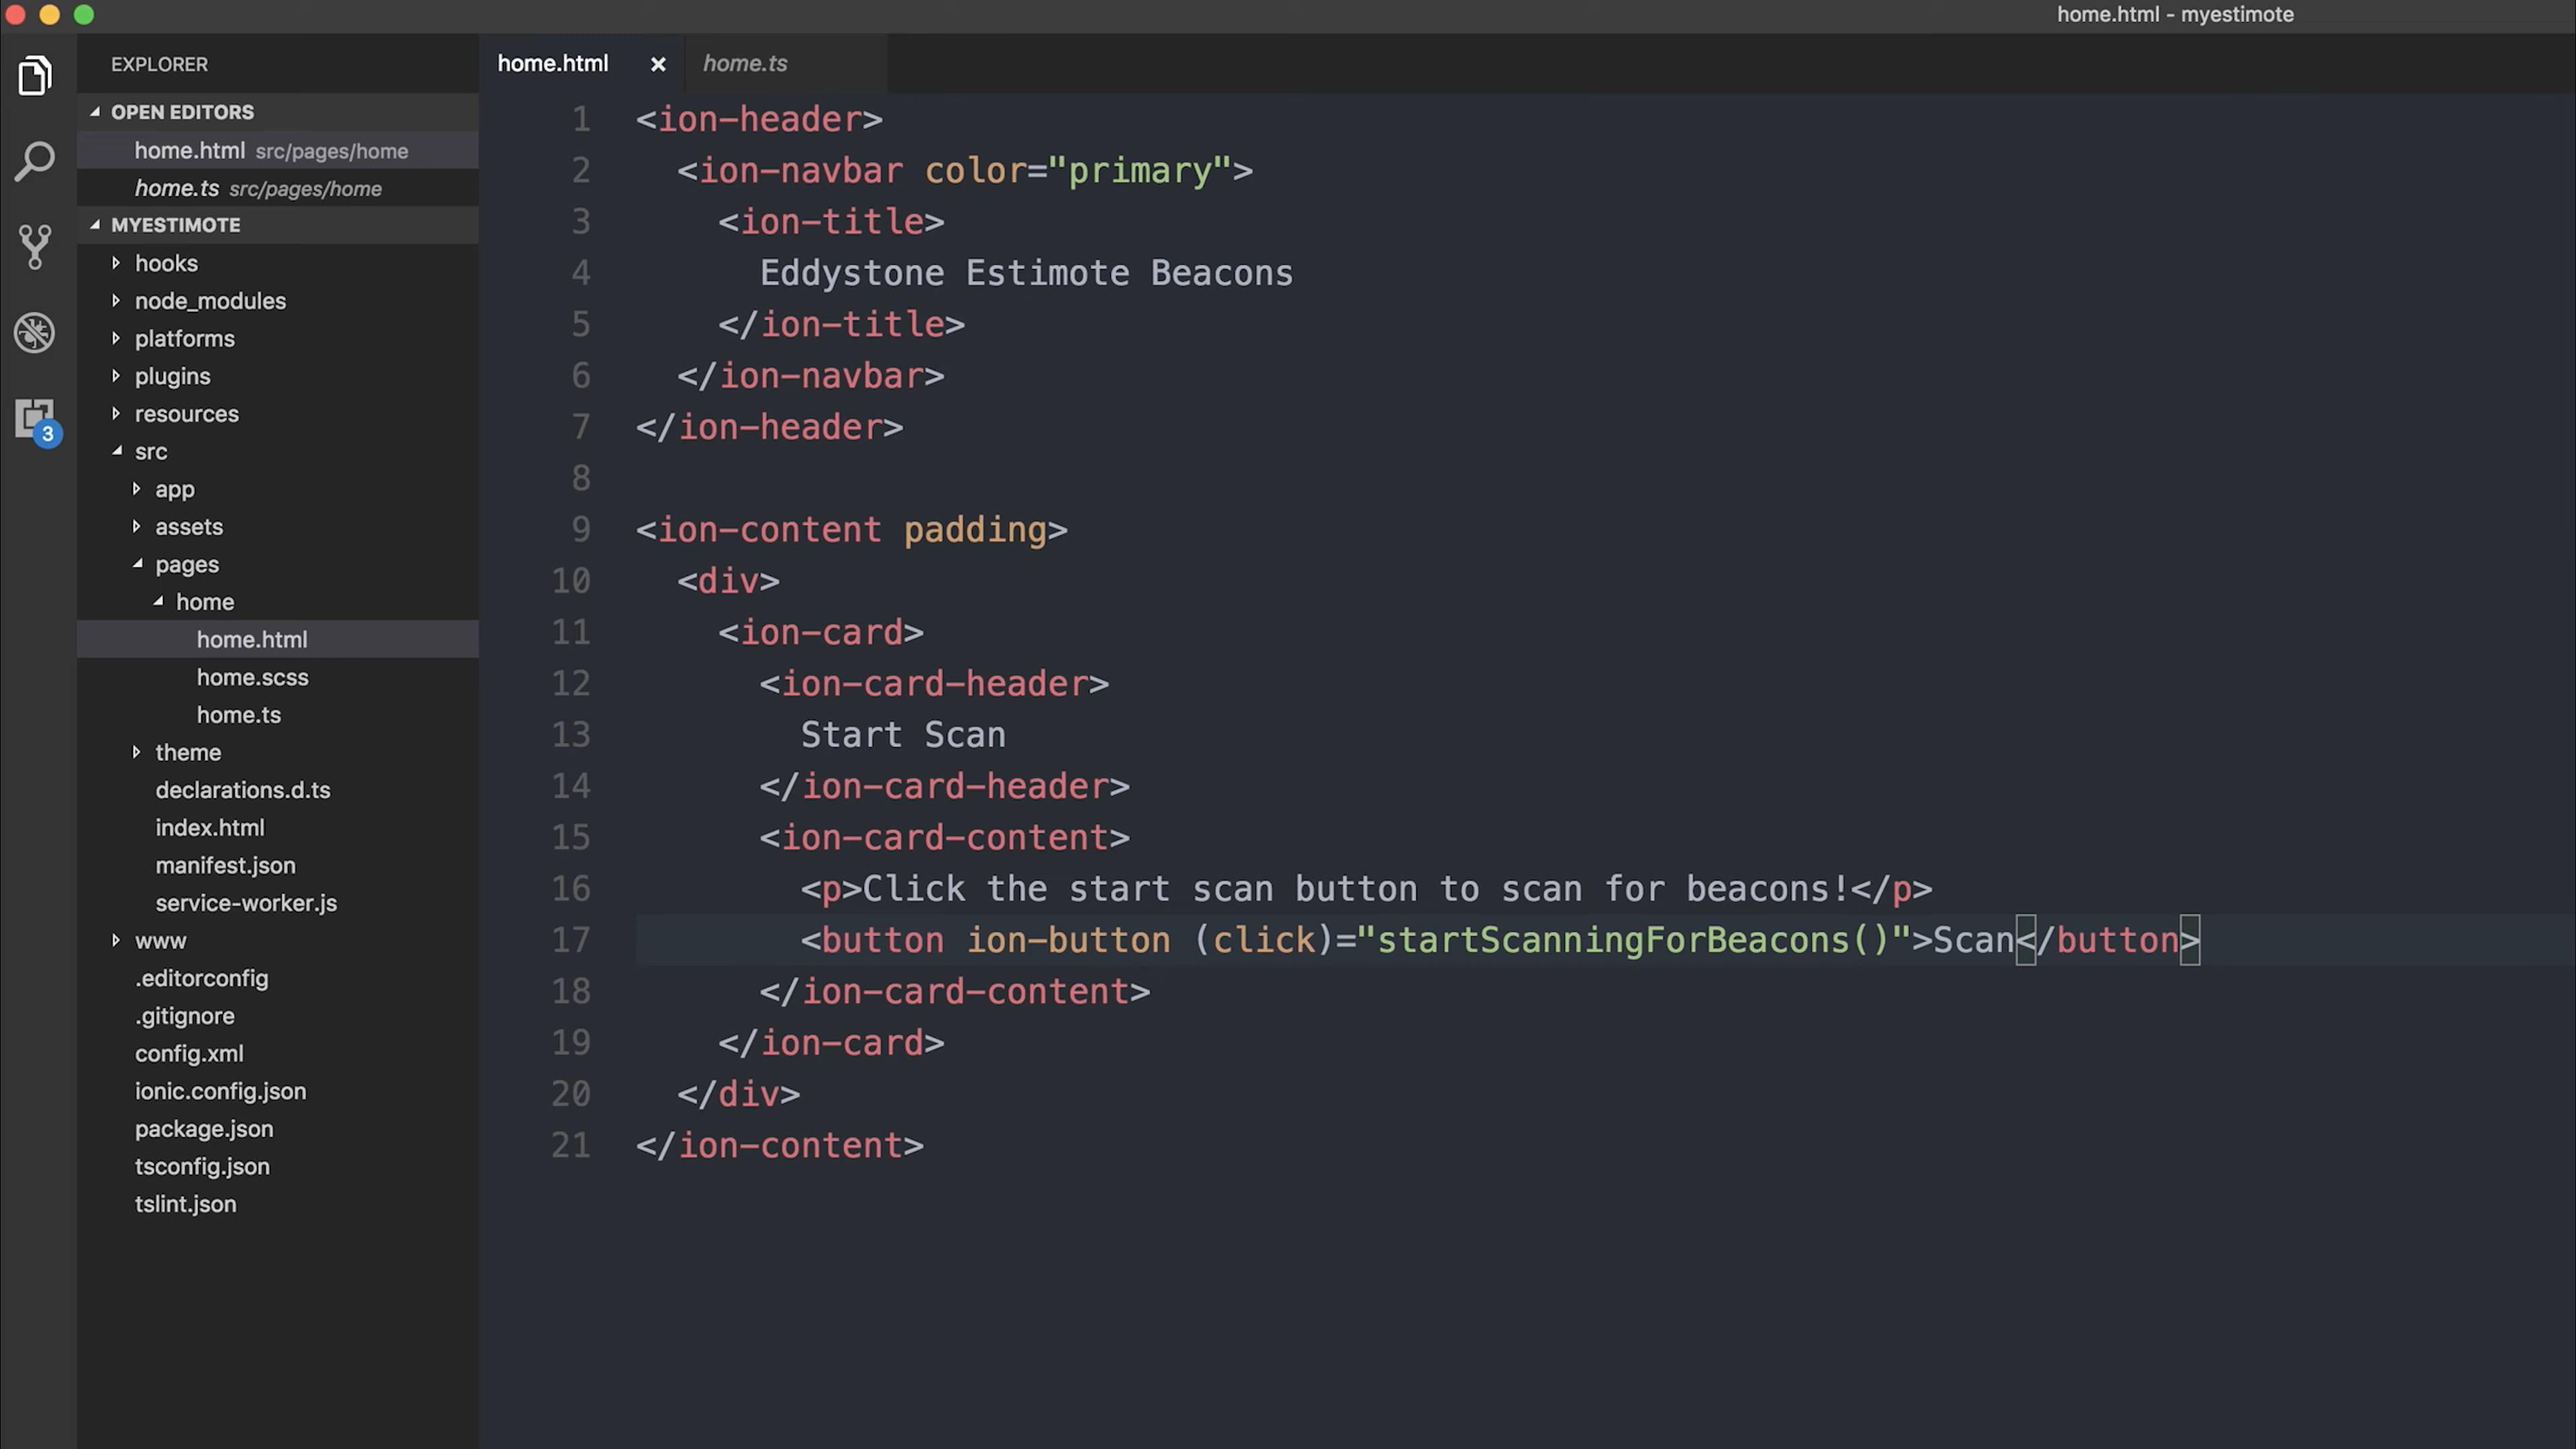 home.html - myestimote
EXPLORER
OPEN EDITORS
home.html src/pages/home
home.ts src/pages/home
MYESTIMOTE
hooks
node_modules
platforms
plugins
resources
src
app
assets
pages
home
home.html
home.scss
home.ts
theme
declarations.d.ts
index.html
manifest.json
service-worker.js
www
.editorconfig
.gitignore
config.xml
ionic.config.json
package.json
tsconfig.json
tslint.json
3
home.html × home.ts
1 <ion-header>
2 <ion-navbar color="primary">
3 <ion-title>
4 Eddystone Estimote Beacons
5 </ion-title>
6 </ion-navbar>
7 </ion-header>
8
9 <ion-content padding>
10 <div>
11 <ion-card>
12 <ion-card-header>
13 Start Scan
14 </ion-card-header>
15 <ion-card-content>
16 <p>Click the start scan button to scan for beacons!</p>
17 <button ion-button (click)="startScanningForBeacons()">Scan</button>
18 </ion-card-content>
19 </ion-card>
20 </div>
21 </ion-content>